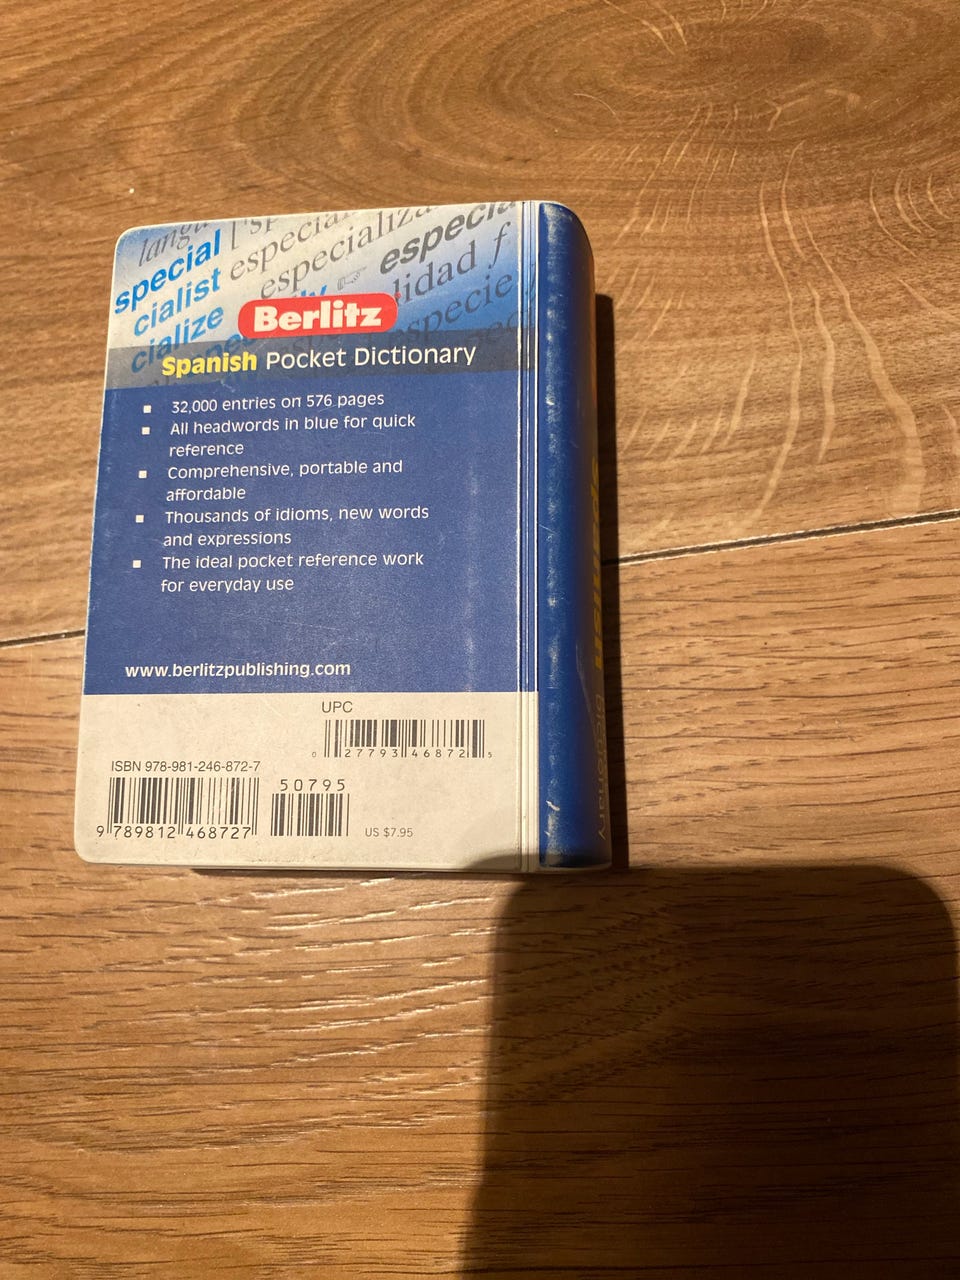 special
cialist especial
cialize especializa
especia
lidad f
especie
Berlitz
Spanish Pocket Dictionary
32,000 entries on 576 pages
All headwords in blue for quick
reference
Comprehensive, portable and
affordable
Thousands of idioms, new words
and expressions
The ideal pocket reference work
for everyday use
www.berlitzpublishing.com
UPC
0 27793 46872 5
ISBN 978-981-246-872-7
50795
9 789812 468727
US $7.95
Spanish Dictionary